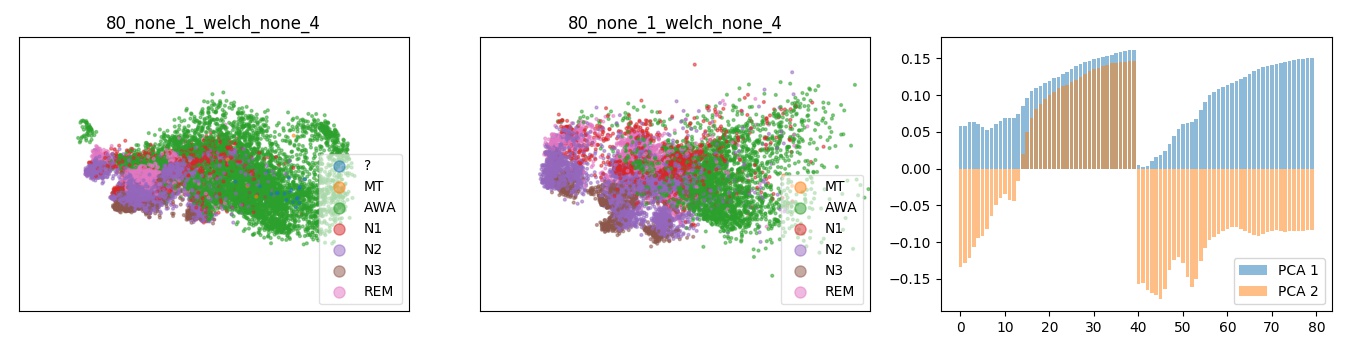 80_none_1_welch_none_4
?
MT
AWA
N1
N2
N3
REM
80_none_1_welch_none_4
MT
AWA
N1
N2
N3
REM
0.15
0.10
0.05
0.00
−0.05
−0.10
−0.15
0 10 20 30 40 50 60 70 80
PCA 1
PCA 2